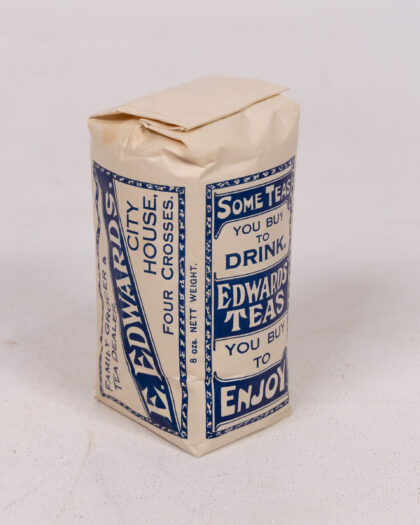 FAMILY GROCER &
TEA DEALER.
E. EDWARDS.
CITY
HOUSE,
FOUR CROSSES.
8 ozs. NETT WEIGHT.
SOME TEAS
YOU BUY
TO
DRINK.
EDWARDS'
TEAS
YOU BUY
TO
ENJOY.